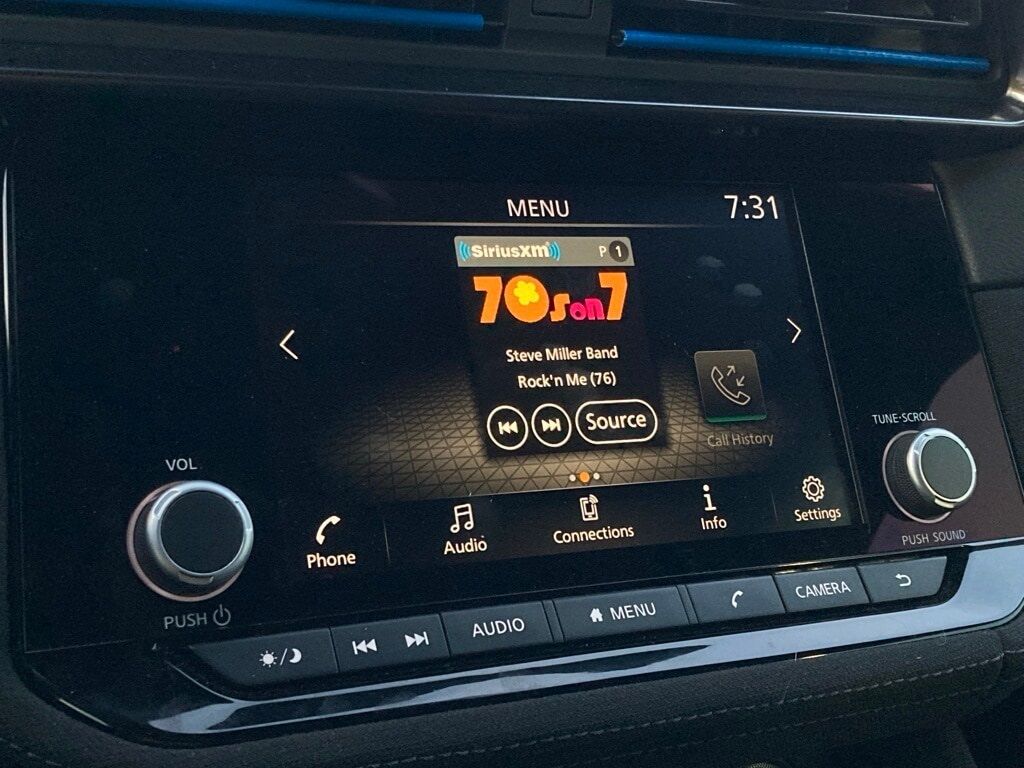 MENU
7:31
SiriusXM
P 1
70s on 7
Steve Miller Band
Rock'n Me (76)
Source
Call History
Phone
Audio
Connections
Info
Settings
VOL
PUSH
TUNE·SCROLL
PUSH SOUND
AUDIO
MENU
CAMERA